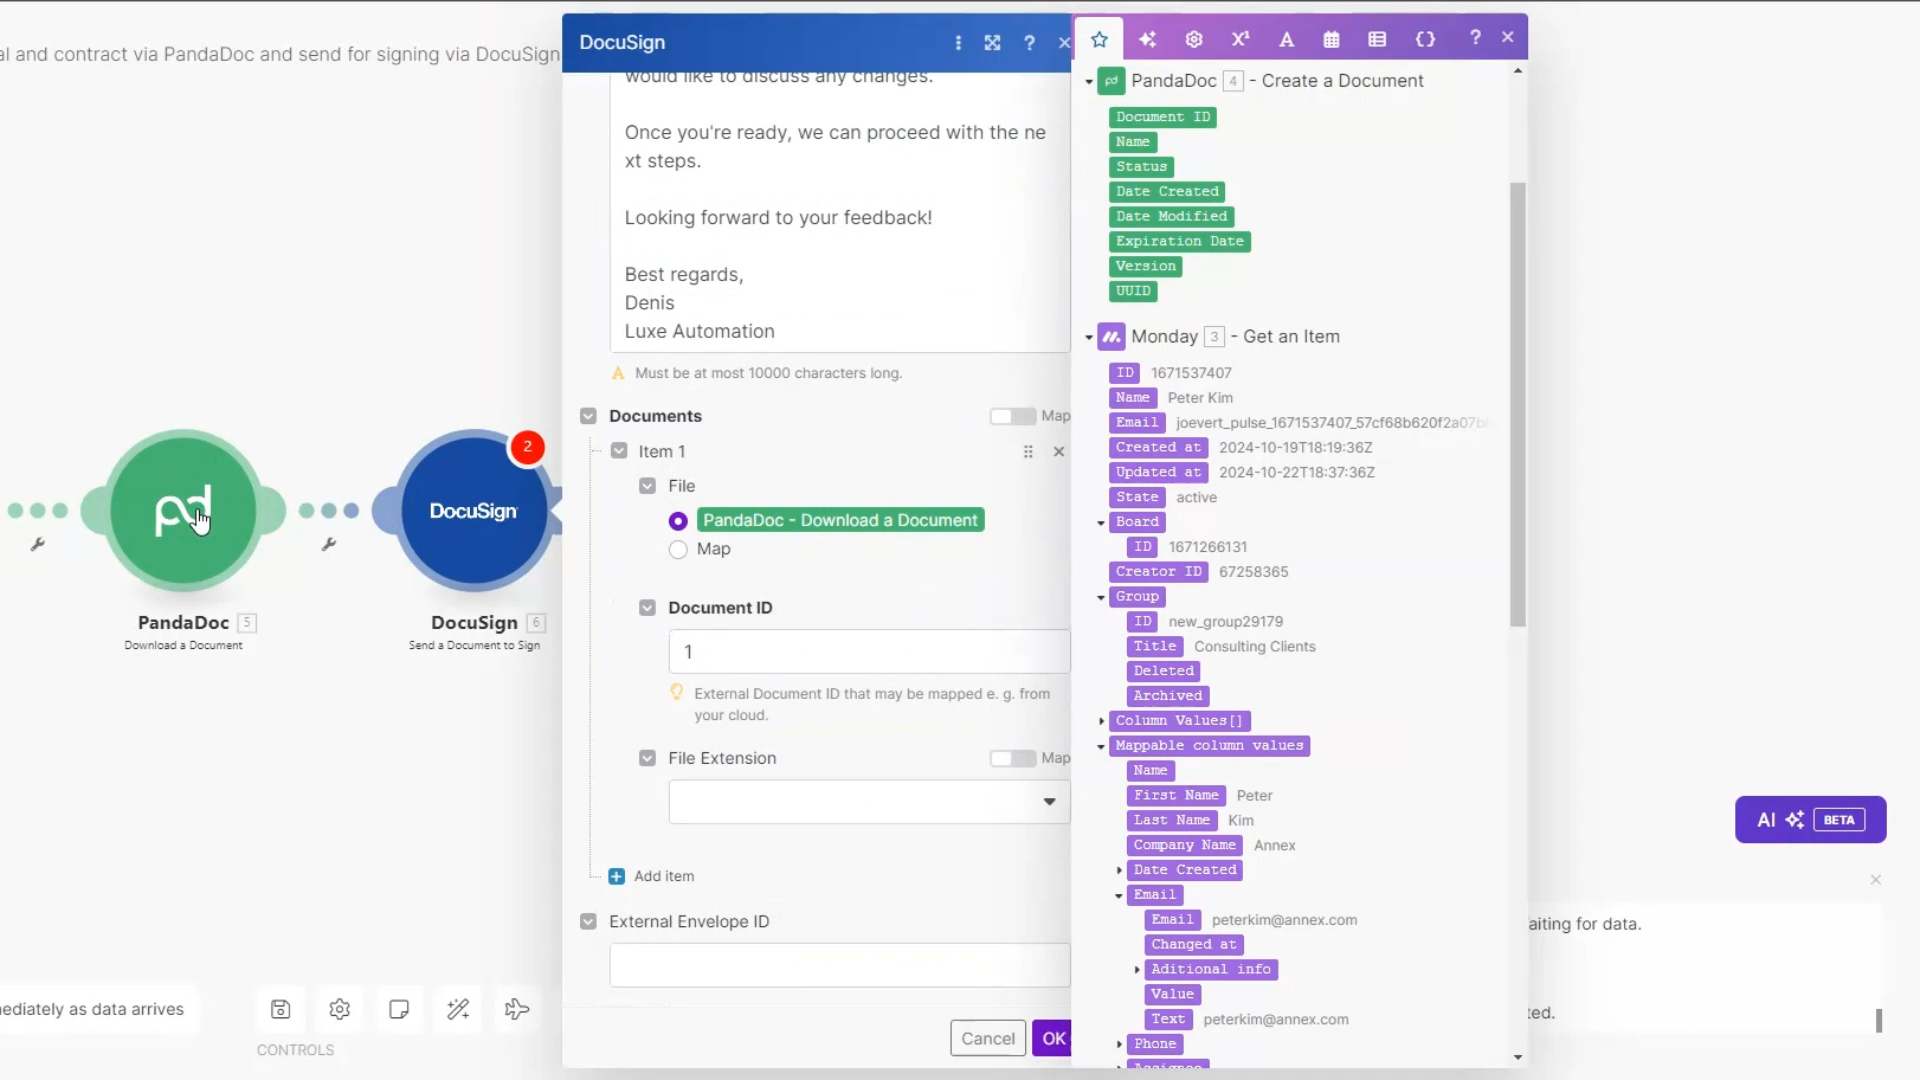 al and contract via PandaDoc and send for signing via DocuSign
DocuSign
would like to discuss any changes.
Once you're ready, we can proceed with the ne
xt steps.
Looking forward to your feedback!
Best regards,
Denis
Luxe Automation
Must be at most 10000 characters long.
Documents
Map
Item 1
File
PandaDoc - Download a Document
Map
Document ID
1
External Document ID that may be mapped e. g. from
your cloud.
File Extension
Map
Add item
External Envelope ID
Cancel
OK
PandaDoc 4 - Create a Document
Document ID
Name
Status
Date Created
Date Modified
Expiration Date
Version
UUID
Monday 3 - Get an Item
ID 1671537407
Name Peter Kim
Email joevert_pulse_1671537407_57cf68b620f2a07b
Created at 2024-10-19T18:19:36Z
Updated at 2024-10-22T18:37:36Z
State active
Board
ID 1671266131
Creator ID 67258365
Group
ID new_group29179
Title Consulting Clients
Deleted
Archived
Column Values[]
Mappable column values
Name
First Name Peter
Last Name Kim
Company Name Annex
Date Created
Email
Email peterkim@annex.com
Changed at
Aditional info
Value
Text peterkim@annex.com
Phone
pd
DocuSign
2
PandaDoc 5
Download a Document
DocuSign 6
Send a Document to Sign
AI BETA
aiting for data.
ted.
nediately as data arrives
CONTROLS